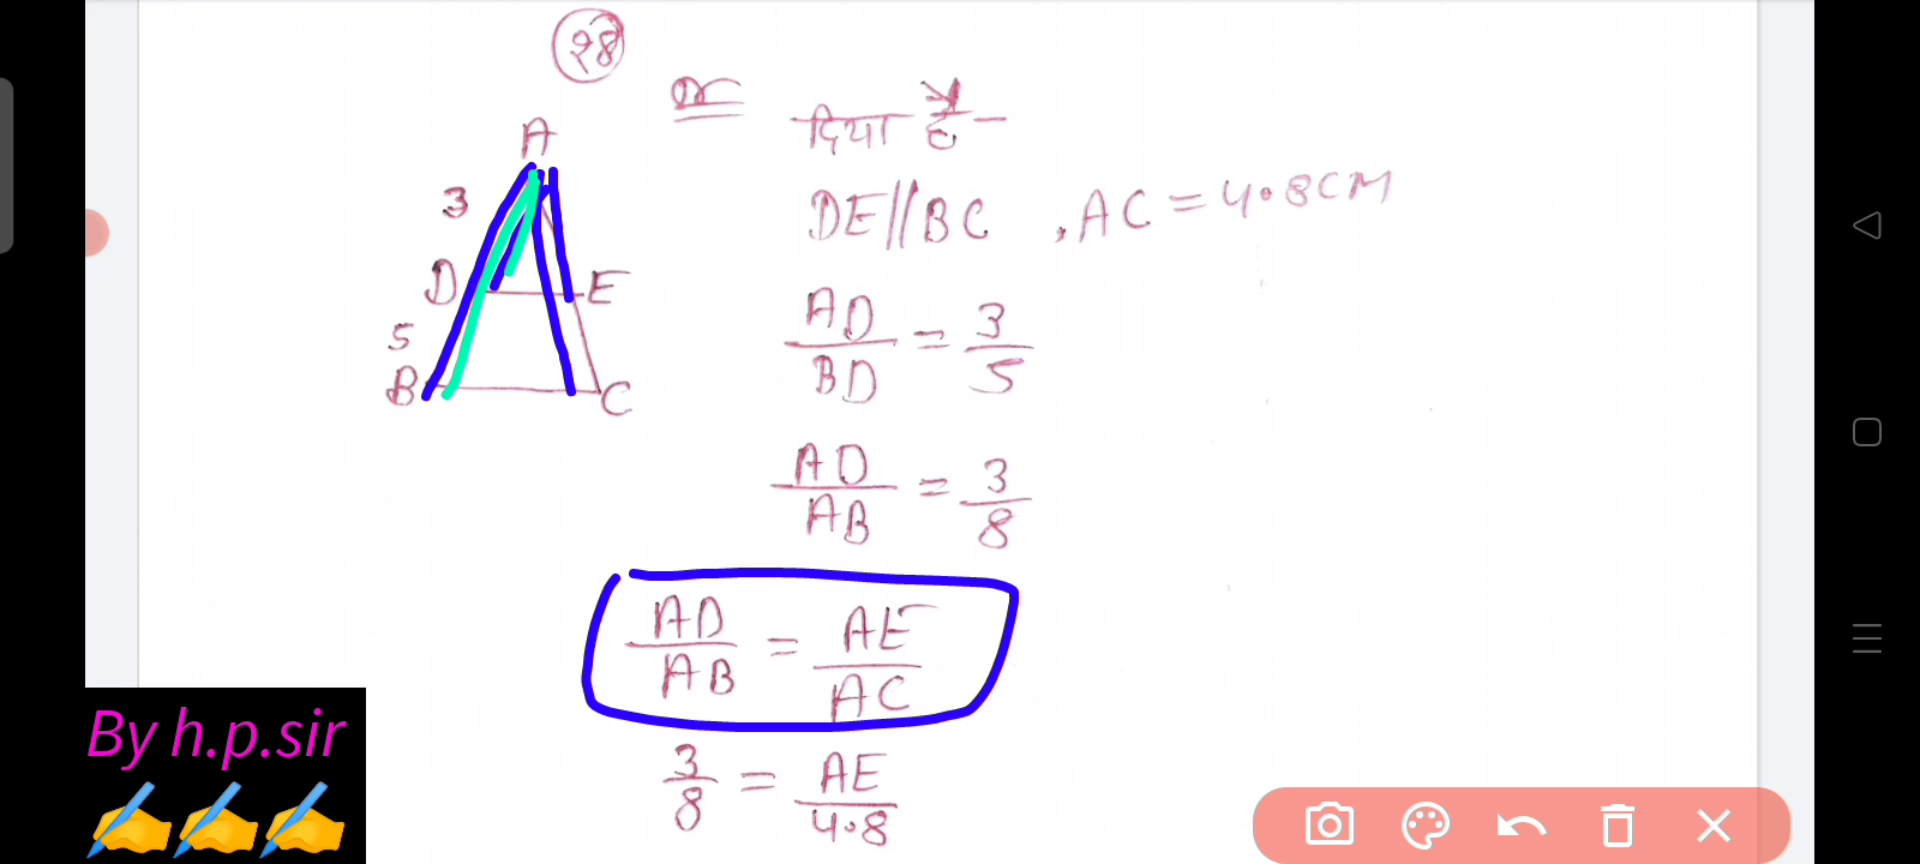 २४
or
दिया है -
A
3
D E
5
B C
DE//BC , AC = 4.8CM
AD/BD = 3/5
AD/AB = 3/8
AD/AB = AE/AC
3/8 = AE/4.8
By h.p.sir